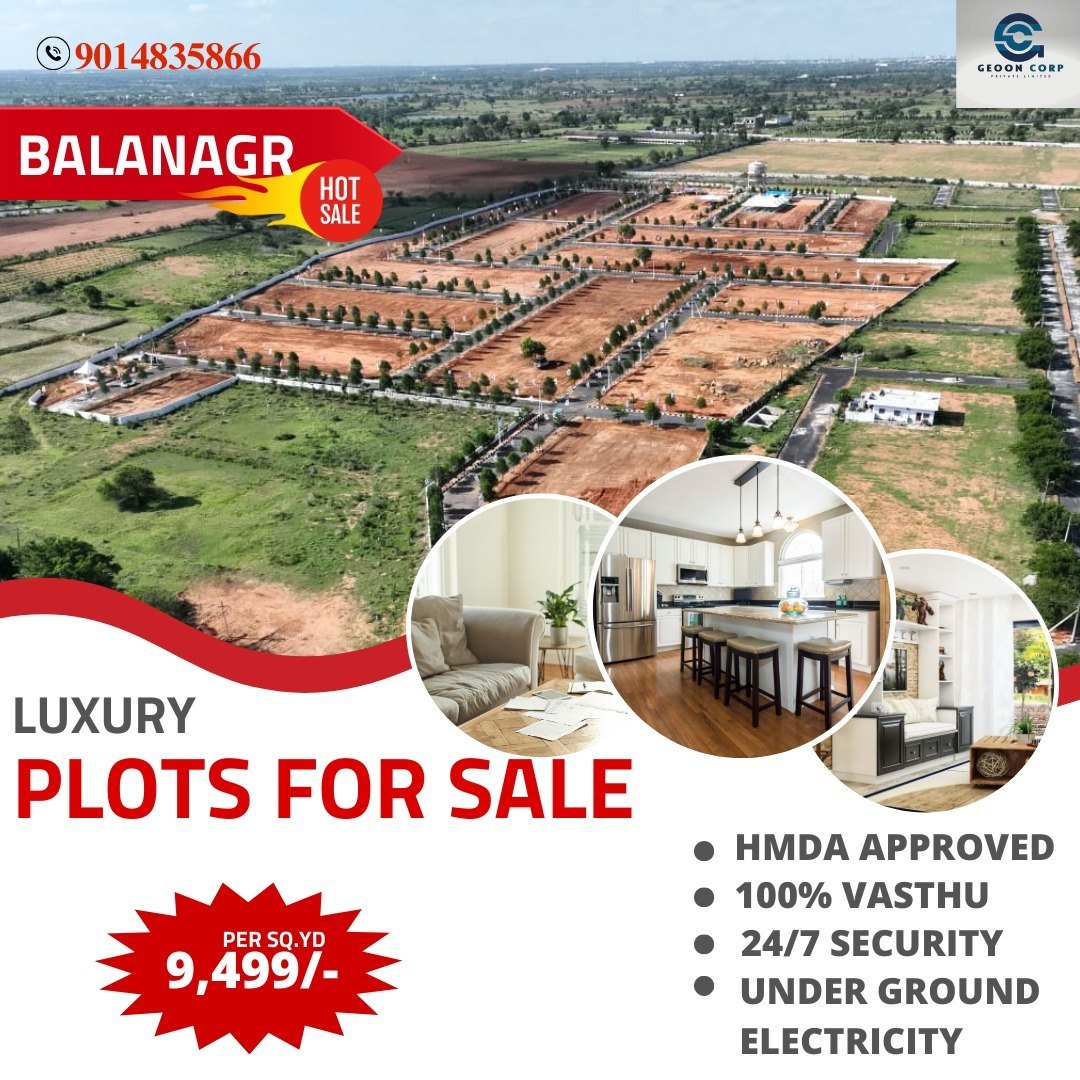 9014835866
GEOON CORP
PRIVATE LIMITED
BALANAGR
HOT
SALE
LUXURY
PLOTS FOR SALE
PER SQ.YD
9,499/-
HMDA APPROVED
100% VASTHU
24/7 SECURITY
UNDER GROUND
ELECTRICITY